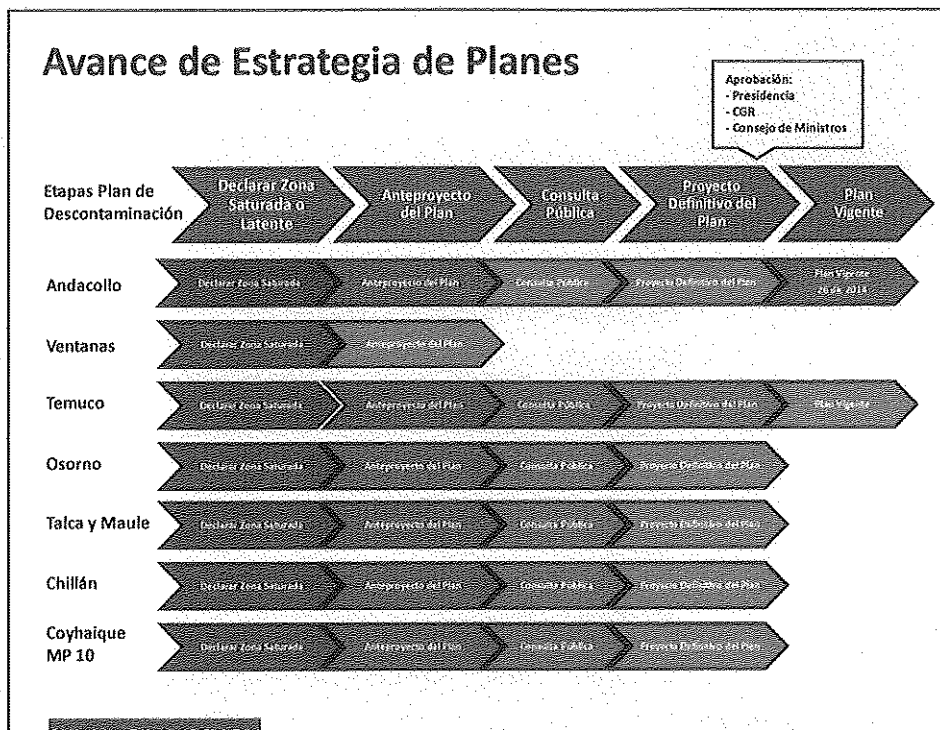 Avance de Estrategia de Planes
Aprobación:
- Presidencia
- CGR
- Consejo de Ministros
Etapas Plan de
Descontaminación
Declarar Zona
Saturada o
Latente
Anteproyecto
del Plan
Consulta
Pública
Proyecto
Definitivo del
Plan
Plan
Vigente
Andacollo
Declarar Zona Saturada
Anteproyecto del Plan
Consulta Pública
Proyecto Definitivo del Plan
Plan Vigente
2014
Ventanas
Declarar Zona Saturada
Anteproyecto del Plan
Temuco
Declarar Zona Saturada
Anteproyecto del Plan
Consulta Pública
Proyecto Definitivo del Plan
Plan Vigente
Osorno
Declarar Zona Saturada
Anteproyecto del Plan
Consulta Pública
Proyecto Definitivo del Plan
Talca y Maule
Declarar Zona Saturada
Anteproyecto del Plan
Consulta Pública
Proyecto Definitivo del Plan
Chillán
Declarar Zona Saturada
Anteproyecto del Plan
Consulta Pública
Proyecto Definitivo del Plan
Coyhaique
MP 10
Declarar Zona Saturada
Anteproyecto del Plan
Consulta Pública
Proyecto Definitivo del Plan